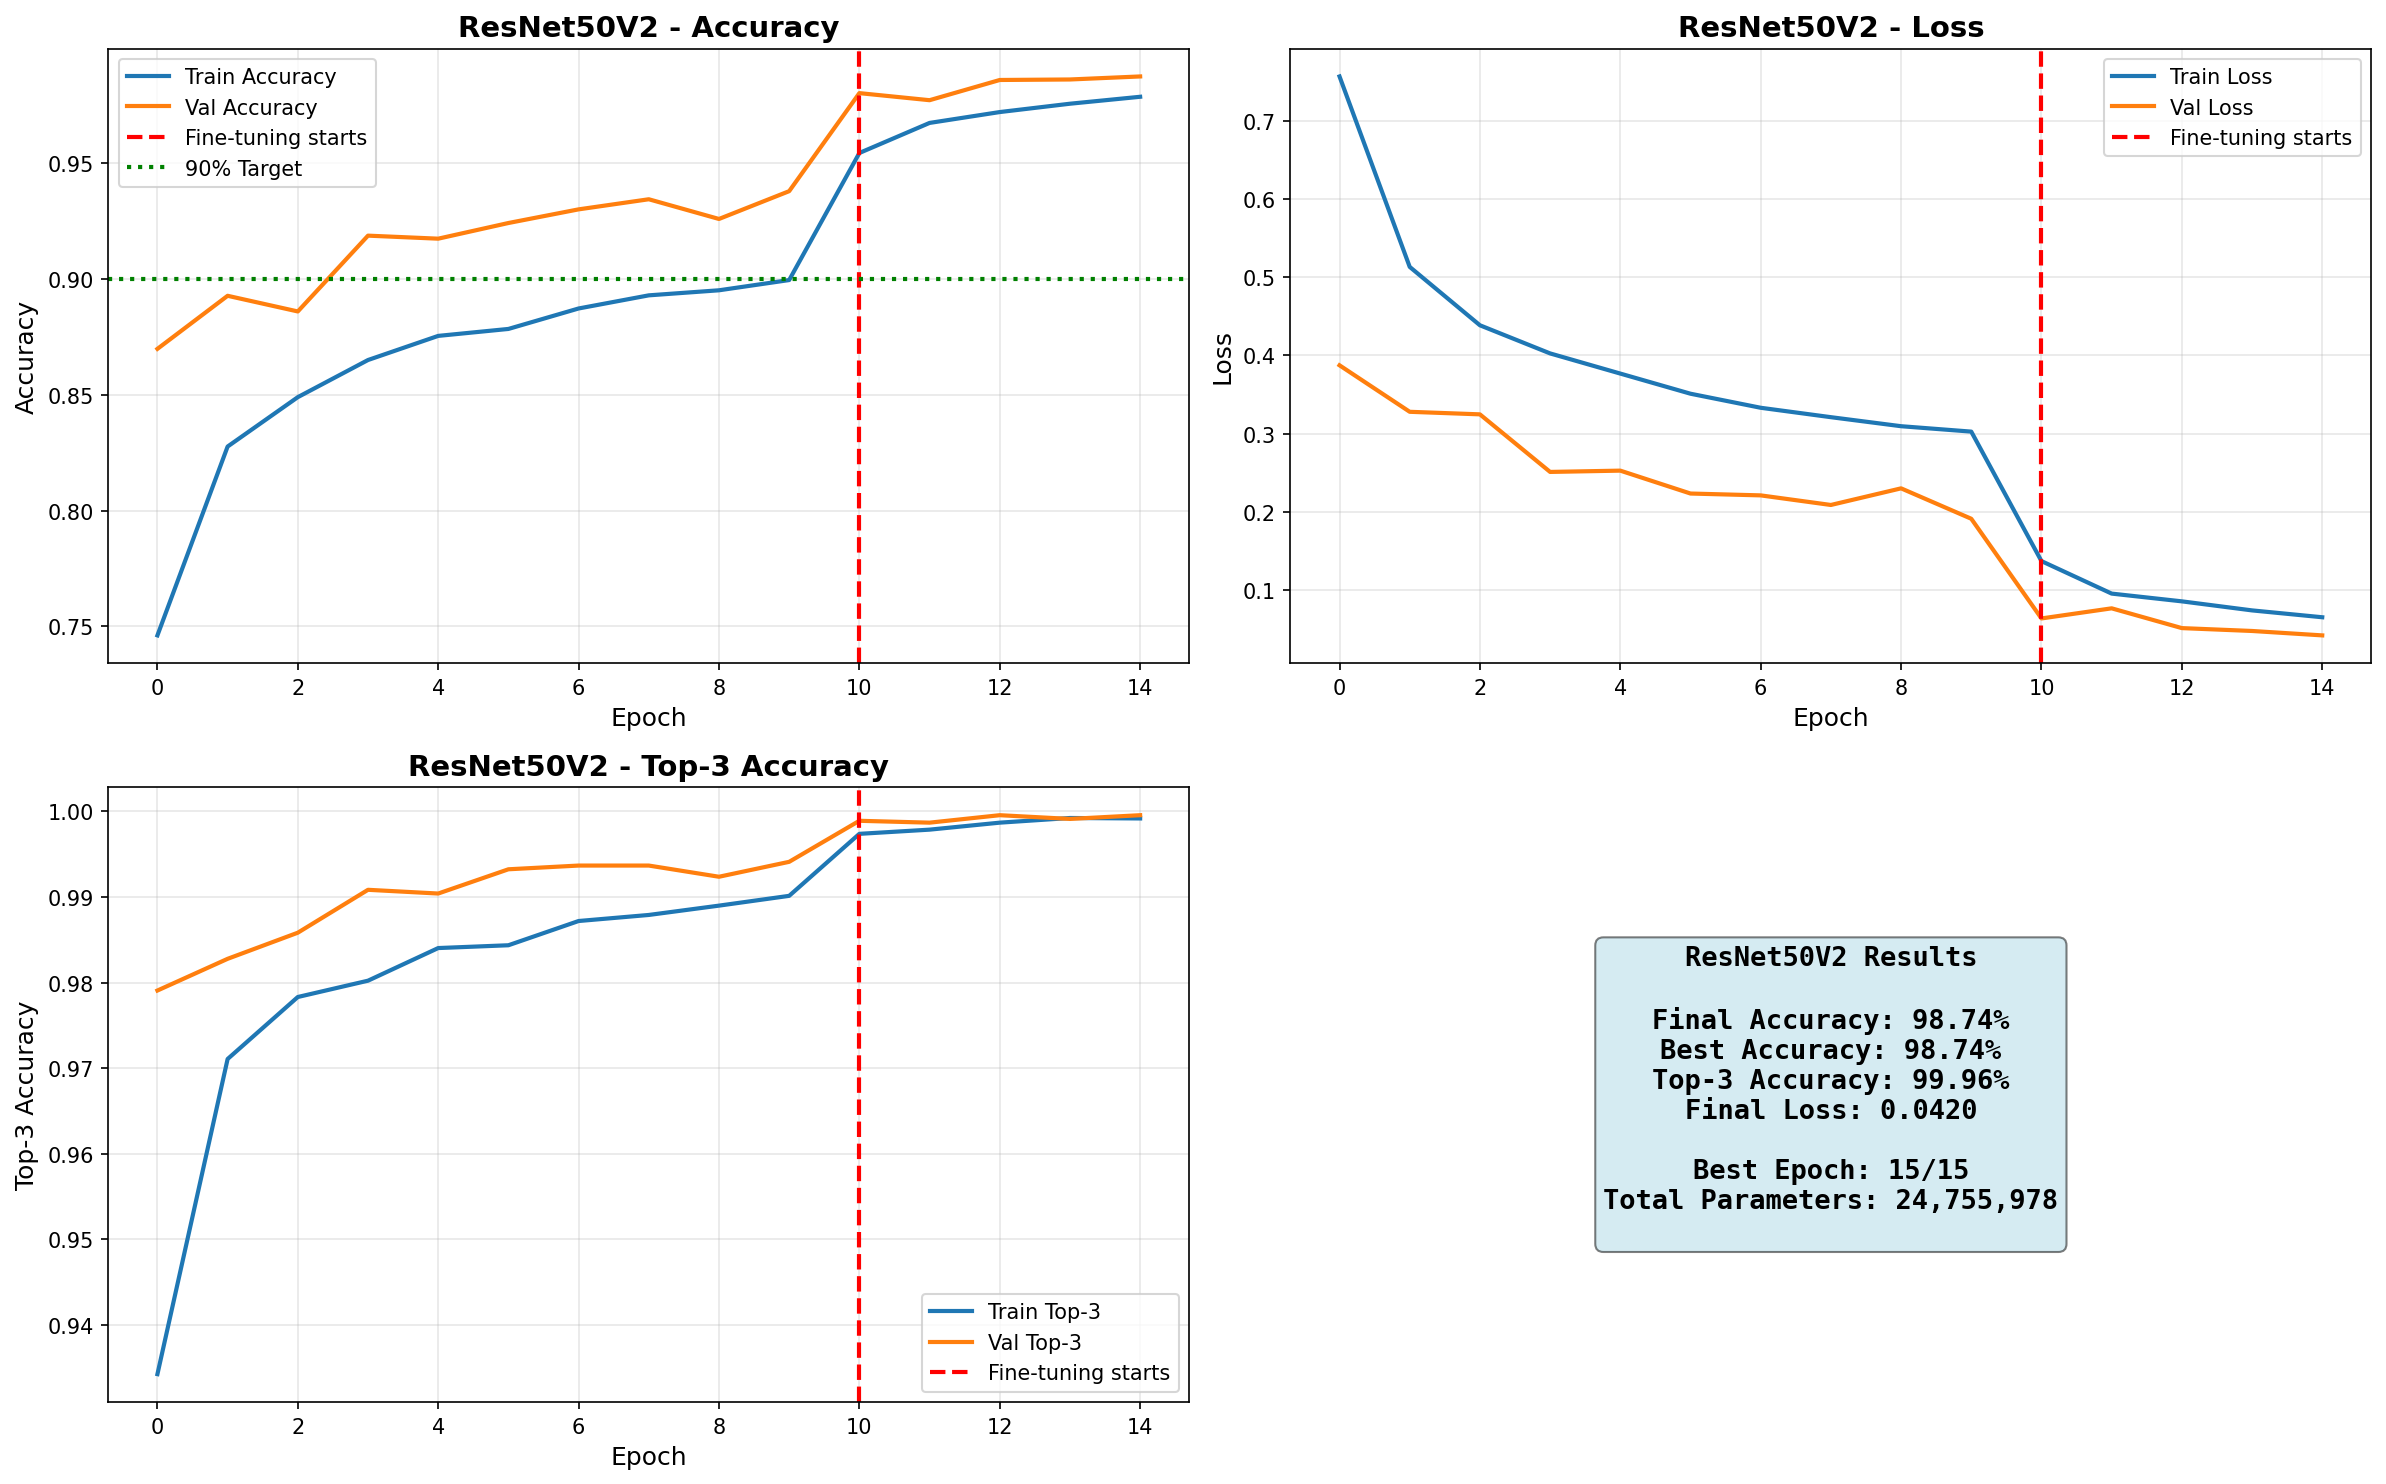 ResNet50V2 - Accuracy
Train Accuracy
Val Accuracy
Fine-tuning starts
90% Target
Accuracy
0.95
0.90
0.85
0.80
0.75
0 2 4 6 8 10 12 14
Epoch
ResNet50V2 - Loss
Train Loss
Val Loss
Fine-tuning starts
Loss
0.7
0.6
0.5
0.4
0.3
0.2
0.1
0 2 4 6 8 10 12 14
Epoch
ResNet50V2 - Top-3 Accuracy
Top-3 Accuracy
1.00
0.99
0.98
0.97
0.96
0.95
0.94
Train Top-3
Val Top-3
Fine-tuning starts
0 2 4 6 8 10 12 14
Epoch
ResNet50V2 Results
Final Accuracy: 98.74%
Best Accuracy: 98.74%
Top-3 Accuracy: 99.96%
Final Loss: 0.0420
Best Epoch: 15/15
Total Parameters: 24,755,978